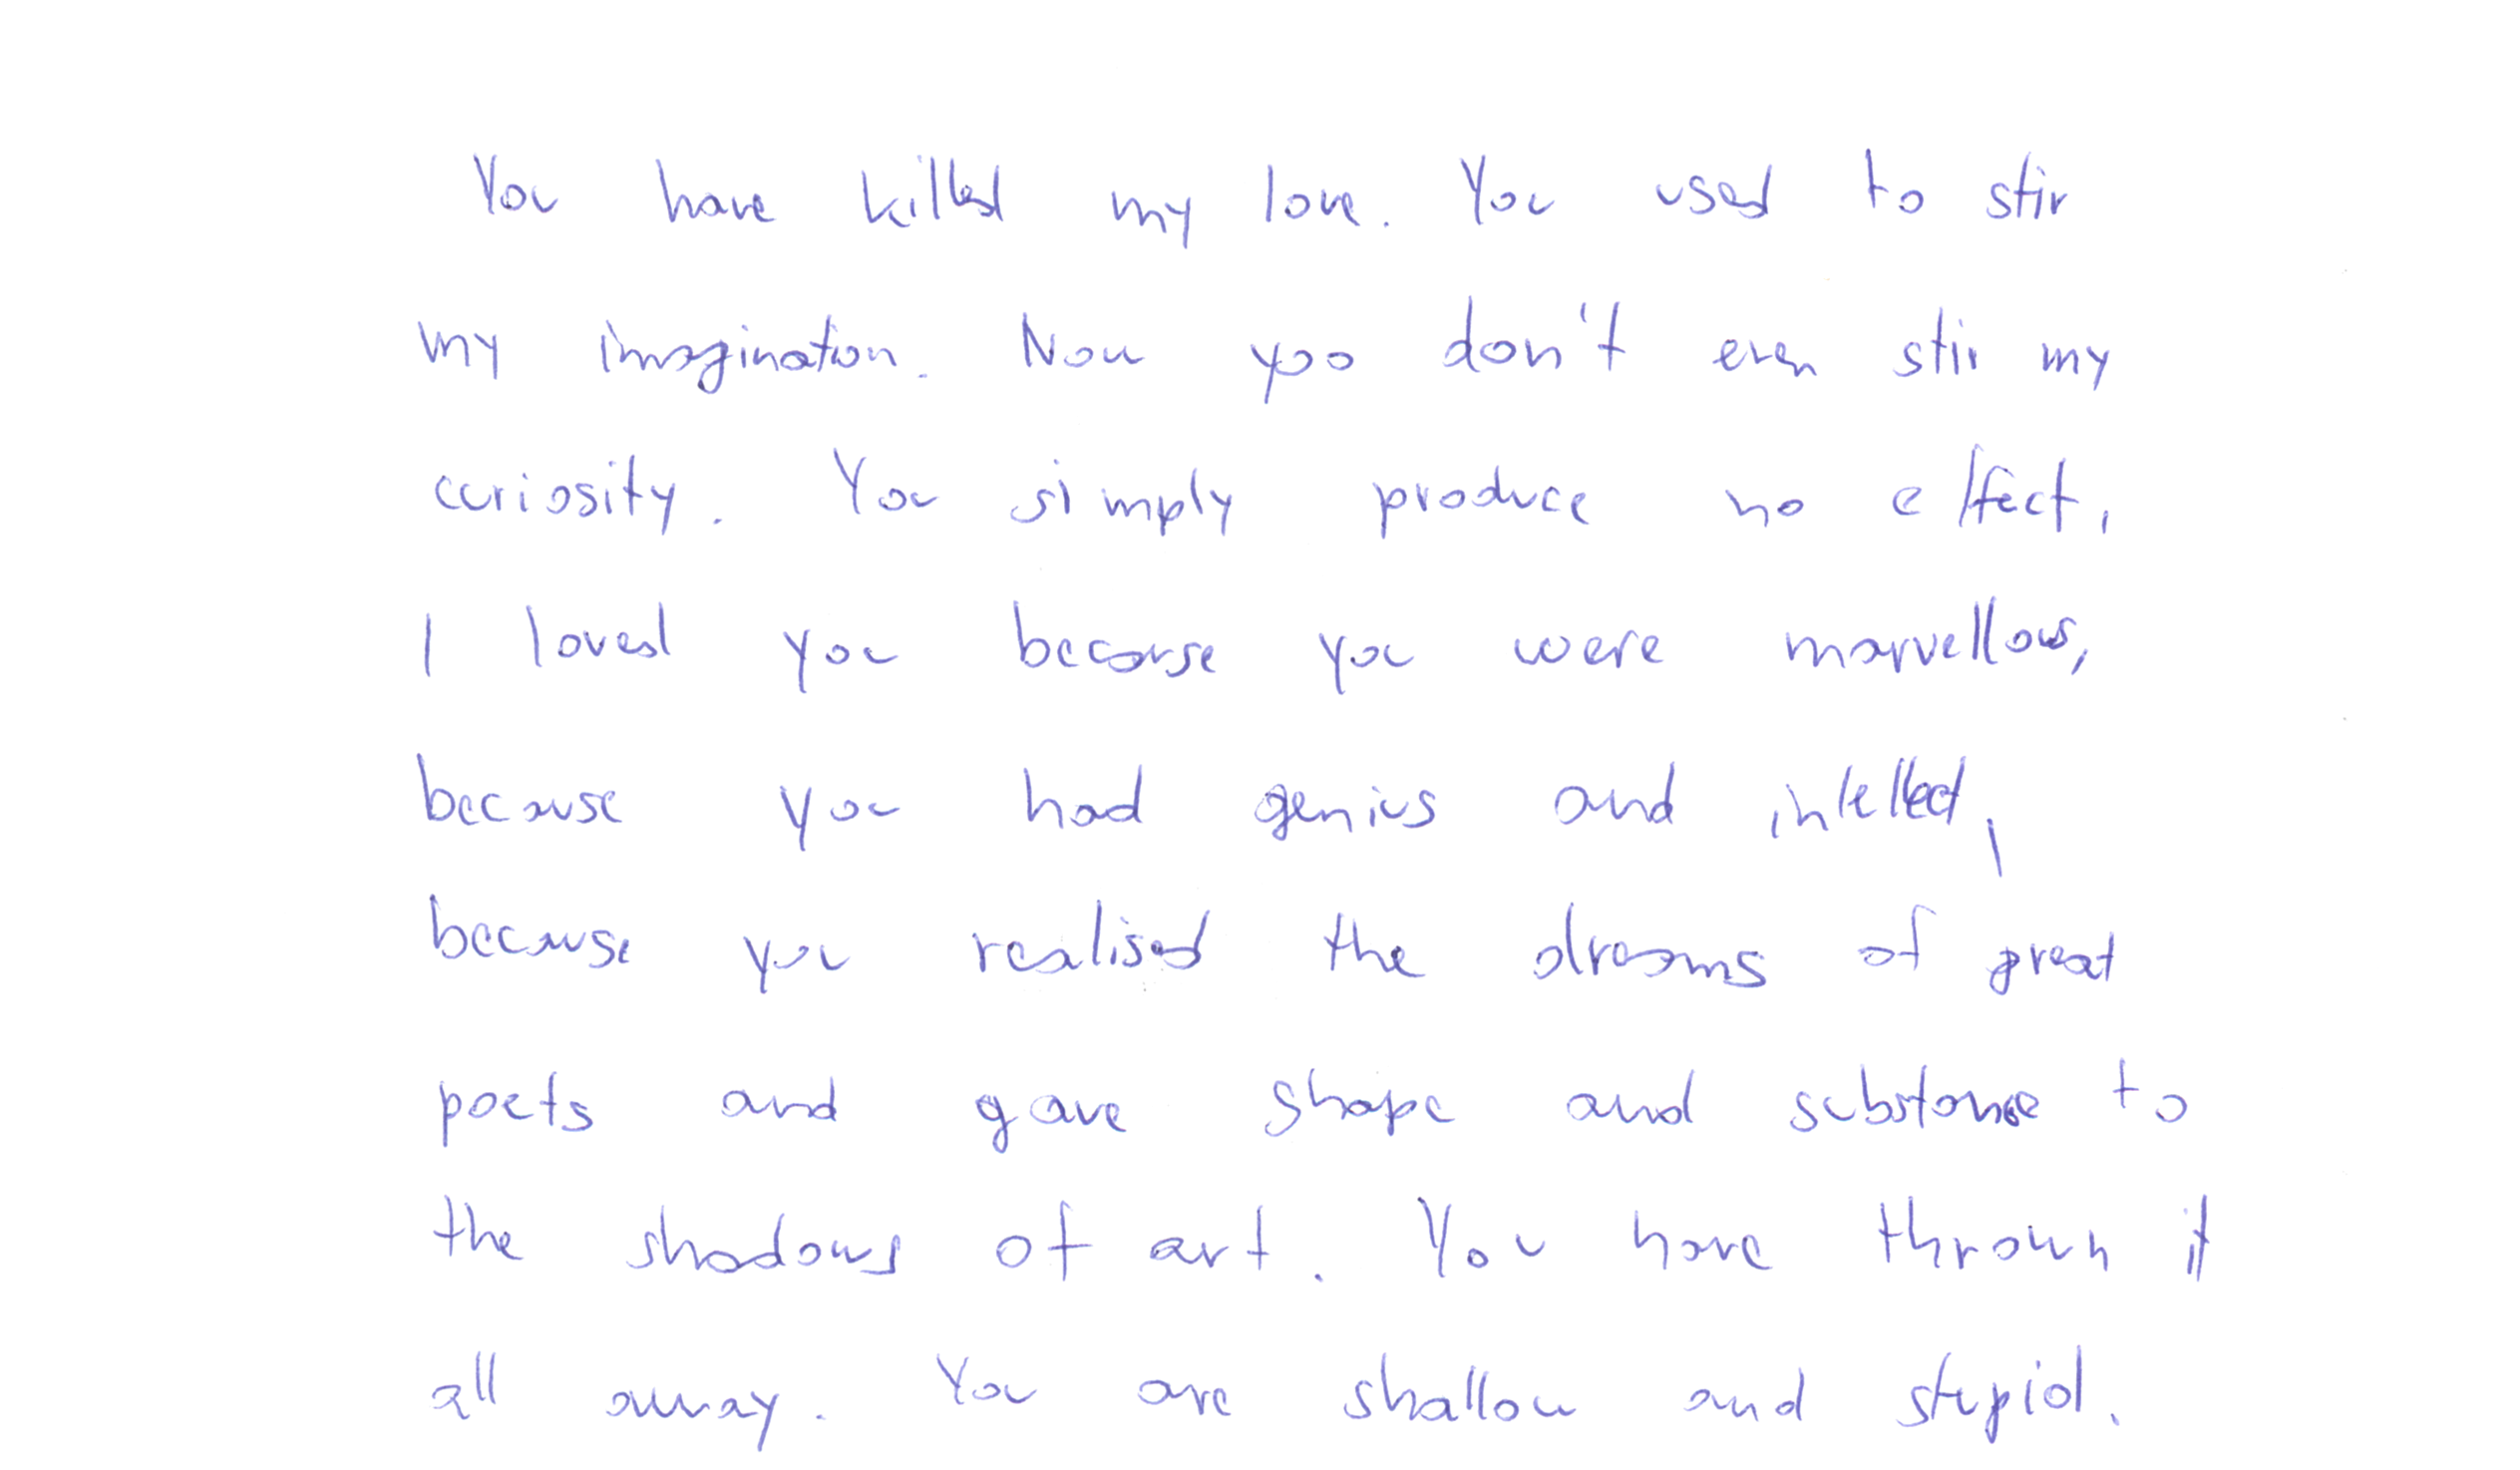 You have killed my love. You used to stir
my imagination. Now you don't even stir my
curiosity. You simply produce no effect.
I loved you because you were marvellous,
because you had genius and intellect,
because you realised the dreams of great
poets and gave shape and substance to
the shadows of art. You have thrown it
all away. You are shallow and stupid.